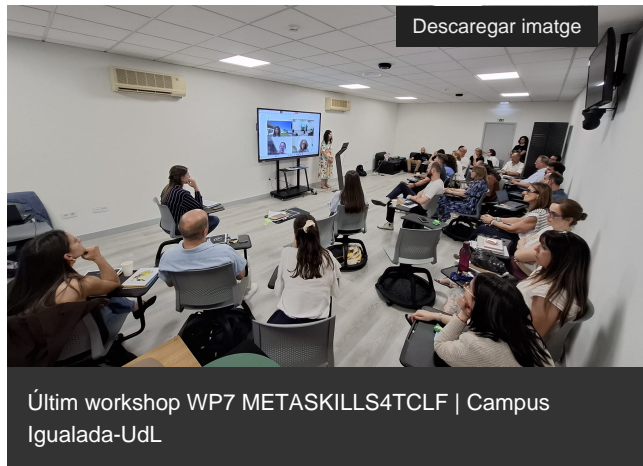 Descaregar imatge
Últim workshop WP7 METASKILLS4TCLF | Campus
Igualada-UdL